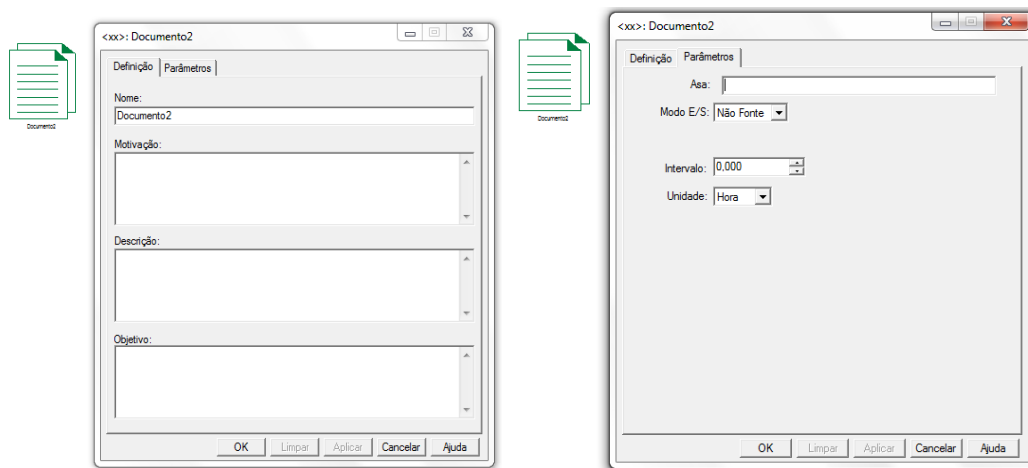 <xx>: Documento2
Definição
Parâmetros
Nome:
Documento2
Motivação:
Descrição:
Objetivo:
OK
Limpar
Aplicar
Cancelar
Ajuda
Documento2
<xx>: Documento2
Definição
Parâmetros
Asa:
Modo E/S: Não Fonte
Intervalo: 0,000
Unidade: Hora
OK
Limpar
Aplicar
Cancelar
Ajuda
Documento2